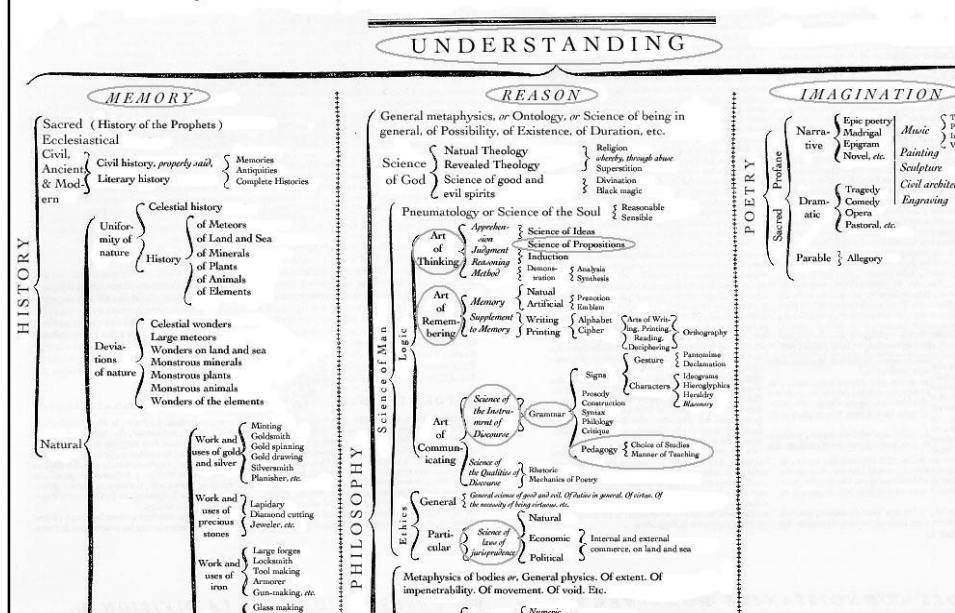 UNDERSTANDING
MEMORY
HISTORY
Sacred (History of the Prophets)
Ecclesiastical
Civil,
Ancient
& Mod-
ern
Civil history, properly said,
Literary history
Memories
Antiquities
Complete Histories
Natural
Unifor-
mity of
nature
Celestial history
History
of Meteors
of Land and Sea
of Minerals
of Plants
of Animals
of Elements
Devia-
tions
of nature
Celestial wonders
Large meteors
Wonders on land and sea
Monstrous minerals
Monstrous plants
Monstrous animals
Wonders of the elements
Work and
uses of gold
and silver
Minting
Goldsmith
Gold spinning
Gold drawing
Silversmith
Planisher, etc.
Work and
uses of
precious
stones
Lapidary
Diamond cutting
Jeweler, etc.
Work and
uses of
iron
Large forges
Locksmith
Tool making
Armorer
Gun-making, etc.
Glass making
REASON
PHILOSOPHY
General metaphysics, or Ontology, or Science of being in
general, of Possibility, of Existence, of Duration, etc.
Science
of God
Natual Theology
Revealed Theology
Science of good and
evil spirits
Religion
whereby, through abuse
Superstition
Divination
Black magic
Science of Man
Pneumatology or Science of the Soul
Reasonable
Sensible
Logic
Art
of
Thinking
Apprehen-
sion
Judgment
Reasoning
Method
Science of Ideas
Science of Propositions
Induction
Demons-
tration
Analysis
Synthesis
Art
of
Remem-
bering
Memory
Supplement
to Memory
Natual
Artificial
Prenotion
Emblem
Writing
Printing
Alphabet
Cipher
Arts of Writ-
ing, Printing,
Reading,
Deciphering
Orthography
Art
of
Commun-
icating
Science of
the Instru-
ment of
Discourse
Grammar
Signs
Gesture
Pantomime
Declamation
Characters
Ideograms
Hieroglyphics
Heraldry
Blasonry
Prosody
Construction
Syntax
Philology
Critique
Pedagogy
Choice of Studies
Manner of Teaching
Science of
the Qualities of
Discourse
Rhetoric
Mechanics of Poetry
Ethics
General
General science of good and evil. Of duties in general. Of virtue. Of
the necessity of being virtuous, etc.
Parti-
cular
Science of
laws of
jurisprudence
Natural
Economic
Political
Internal and external
commerce, on land and sea
Metaphysics of bodies or, General physics. Of extent. Of
impenetrability. Of movement. Of void. Etc.
Numeric
IMAGINATION
POETRY
Profane
Sacred
Narra-
tive
Epic poetry
Madrigal
Epigram
Novel, etc.
Dram-
atic
Tragedy
Comedy
Opera
Pastoral, etc.
Parable
Allegory
Music
Painting
Sculpture
Civil archite
Engraving